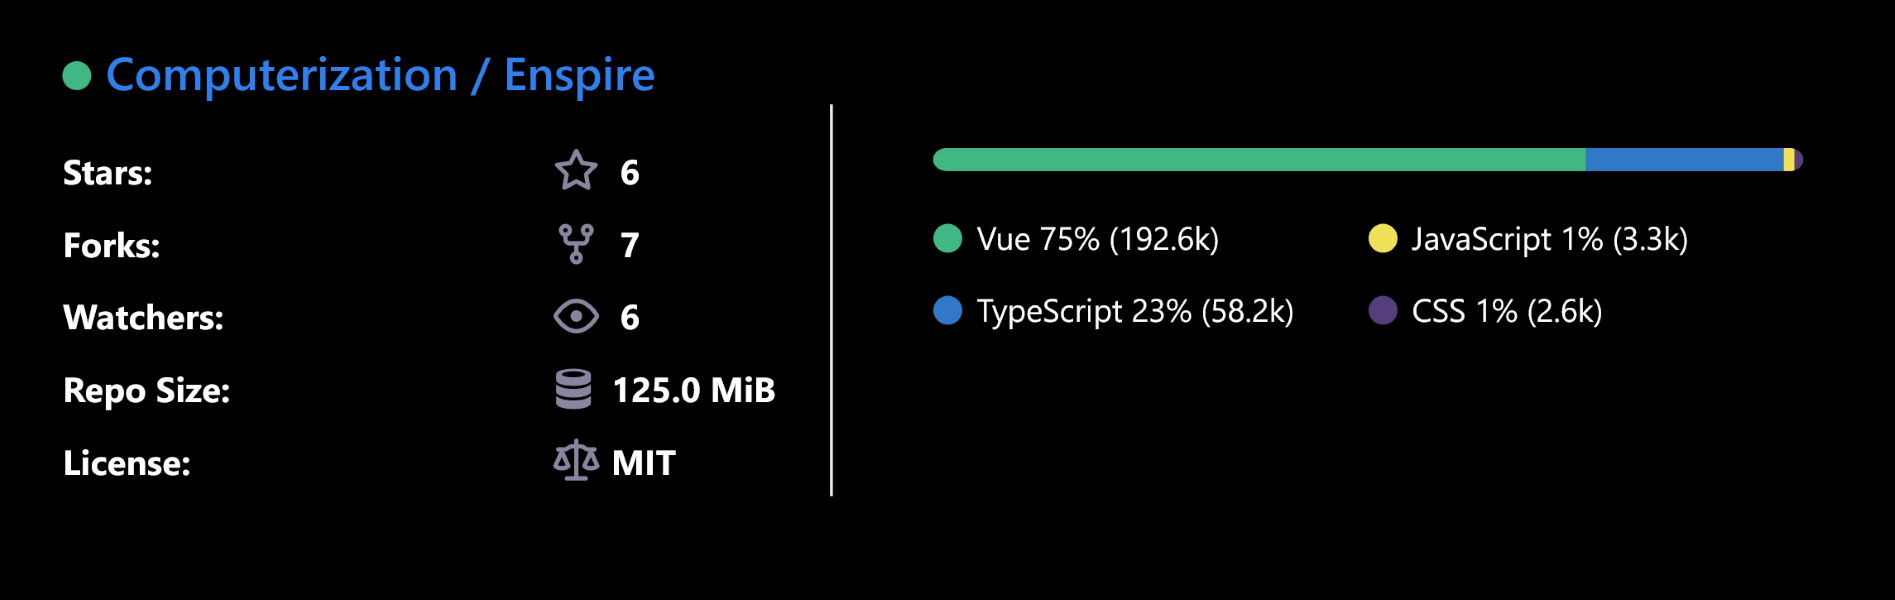 Computerization / Enspire
Stars: 6
Forks: 7
Watchers: 6
Repo Size: 125.0 MiB
License: MIT
Vue 75% (192.6k)
JavaScript 1% (3.3k)
TypeScript 23% (58.2k)
CSS 1% (2.6k)